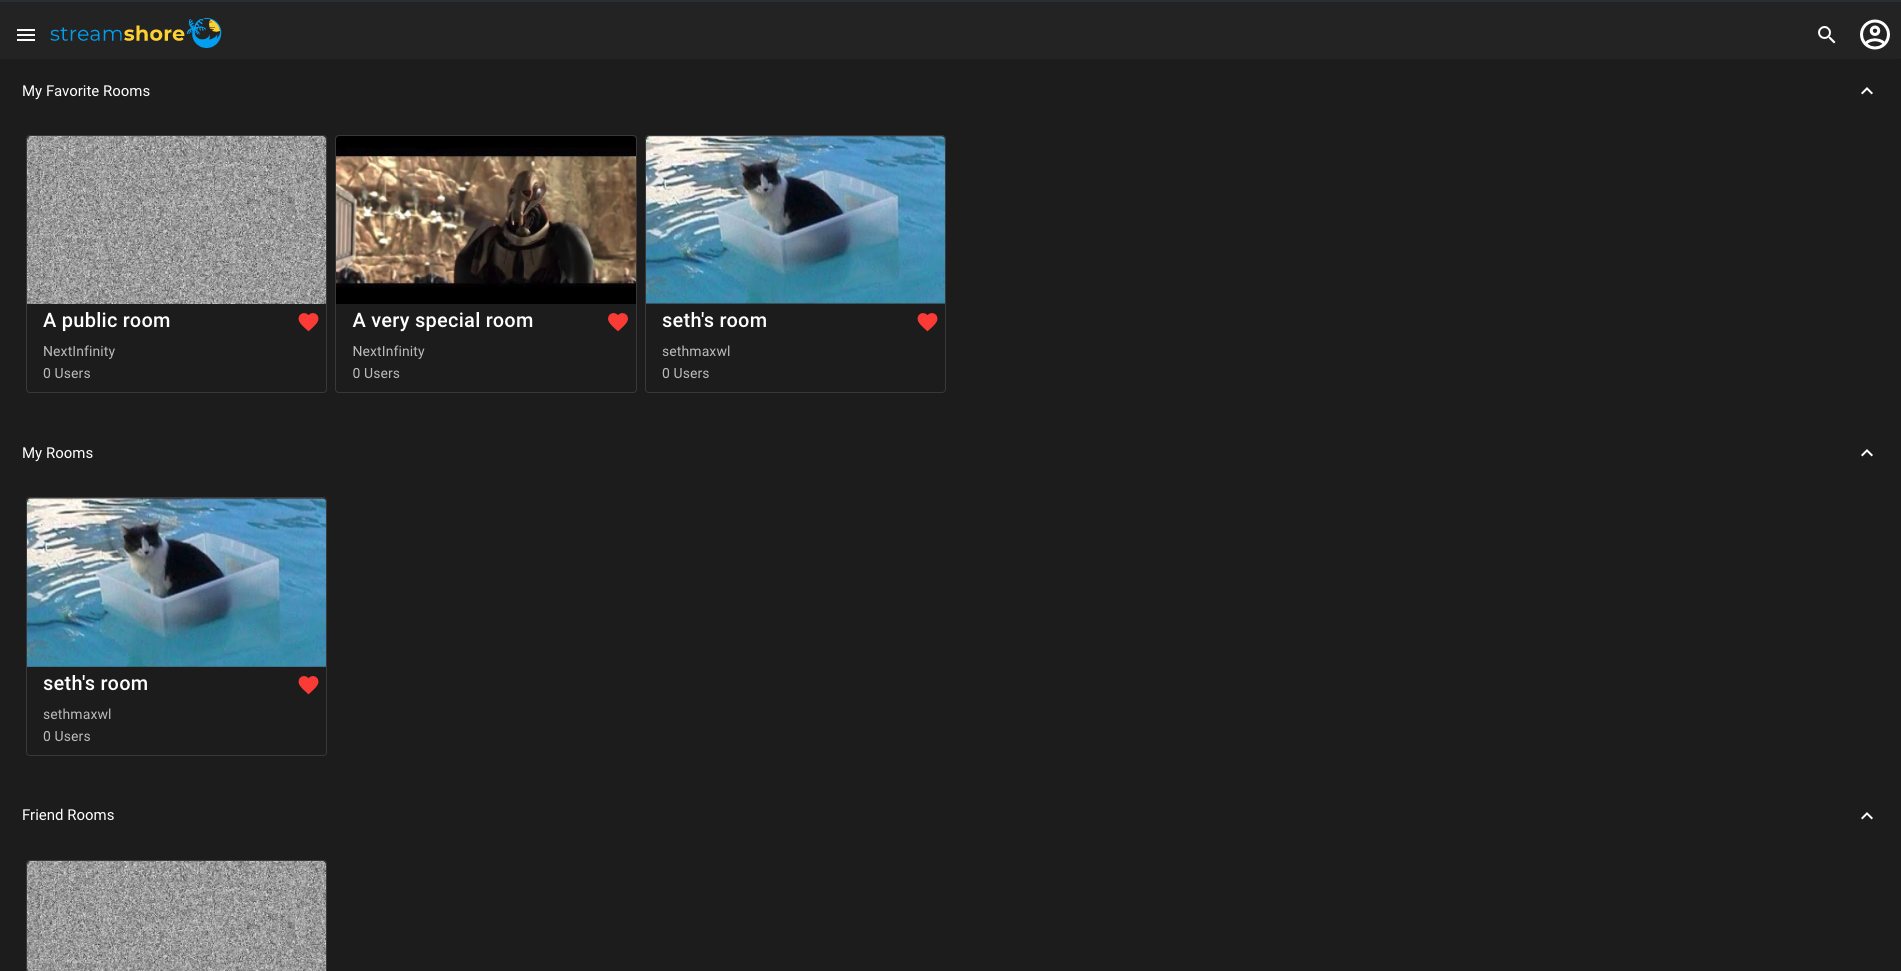 streamshore
My Favorite Rooms
A public room
NextInfinity
0 Users
A very special room
NextInfinity
0 Users
seth's room
sethmaxwl
0 Users
My Rooms
seth's room
sethmaxwl
0 Users
Friend Rooms